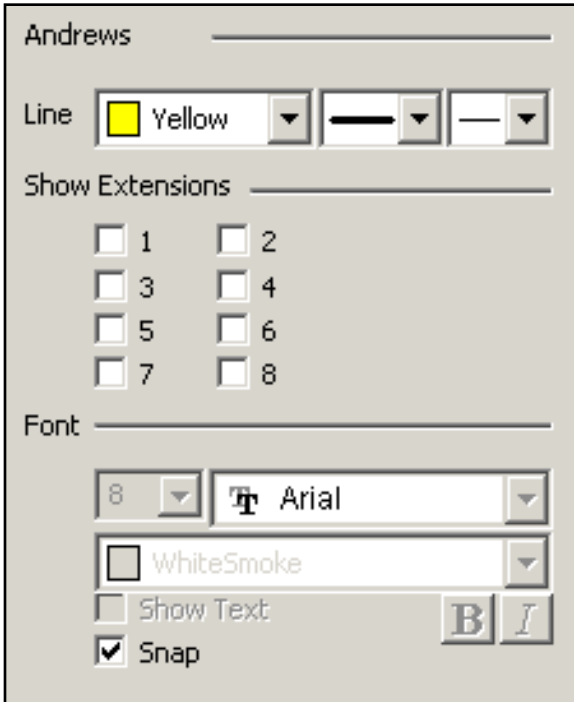 Andrews
Line Yellow
Show Extensions
1 2
3 4
5 6
7 8
Font
8 Arial
WhiteSmoke
Show Text B I
Snap